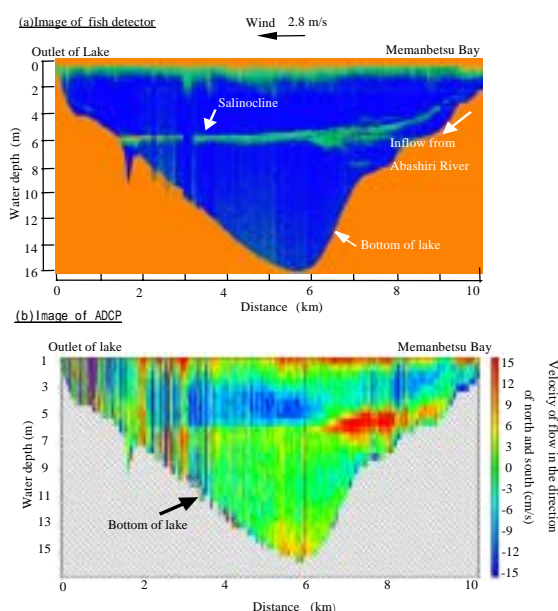 (a)Image of fish detector
Wind 2.8 m/s
Outlet of Lake
Memanbetsu Bay
0
2
4
6
8
10
12
14
16
Water depth (m)
Salinocline
Inflow from
Abashiri River
Bottom of lake
0 2 4 6 8 10
Distance (km)
(b)Image of ADCP
Outlet of lake
Memanbetsu Bay
1
3
5
7
9
11
13
15
Water depth (m)
Bottom of lake
0 2 4 6 8 10
Distance (km)
15
12
9
6
3
0
-3
-6
-9
-12
-15
Velocity of flow in the direction
of north and south (cm/s)